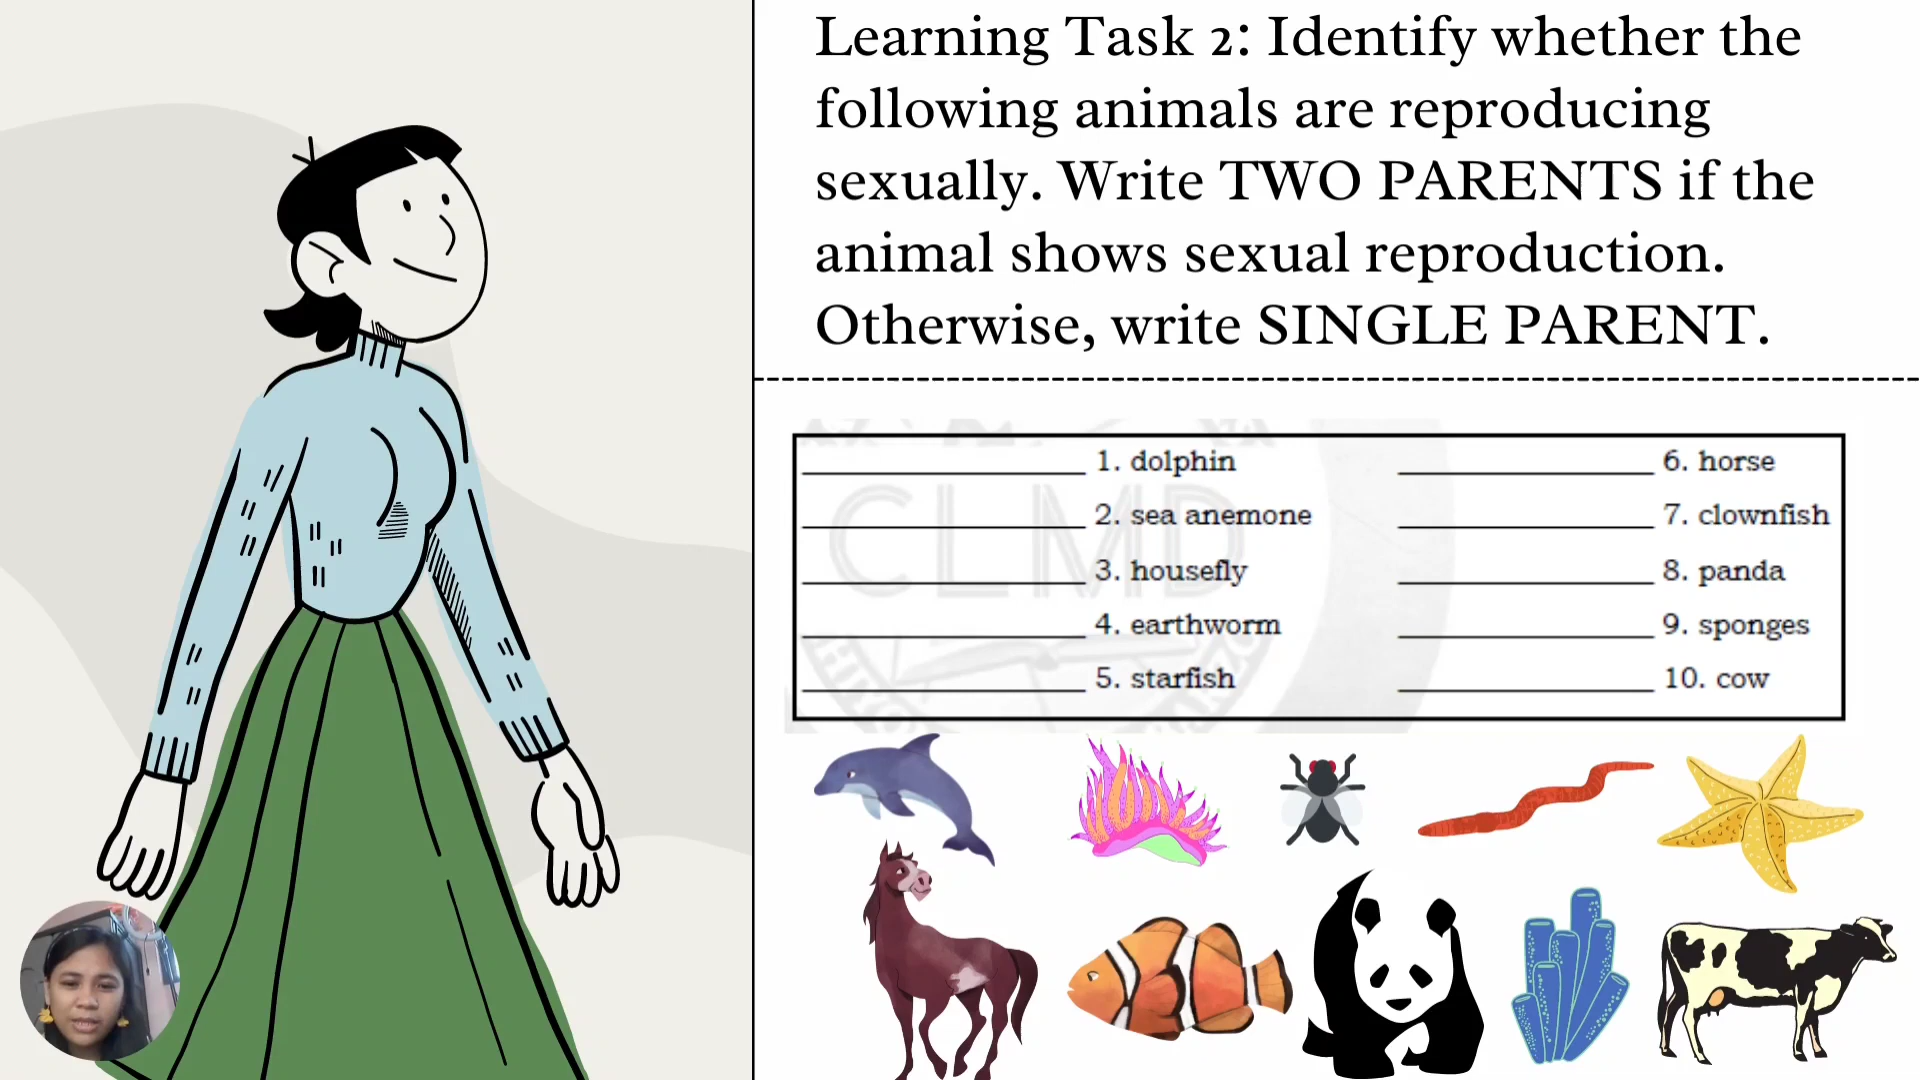 Learning Task 2: Identify whether the
following animals are reproducing
sexually. Write TWO PARENTS if the
animal shows sexual reproduction.
Otherwise, write SINGLE PARENT.
1. dolphin
2. sea anemone
3. housefly
4. earthworm
5. starfish
6. horse
7. clownfish
8. panda
9. sponges
10. cow
CLMD